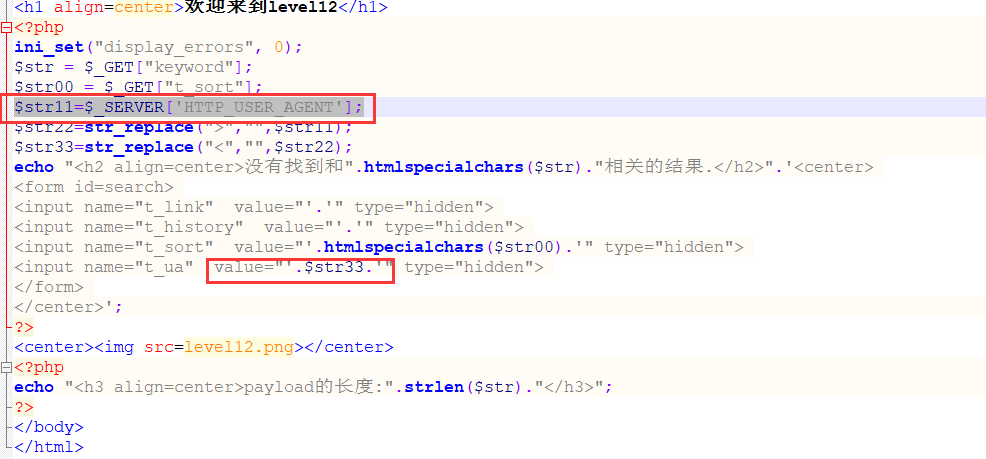 <h1 align=center>欢迎来到level12</h1>
<?php
ini_set("display_errors", 0);
$str = $_GET["keyword"];
$str00 = $_GET["t_sort"];
$str11=$_SERVER['HTTP_USER_AGENT'];
$str22=str_replace(">","",$str11);
$str33=str_replace("<","",$str22);
echo "<h2 align=center>没有找到和".htmlspecialchars($str)."相关的结果.</h2>".'<center>
<form id=search>
<input name="t_link"  value="'.'" type="hidden">
<input name="t_history"  value="'.'" type="hidden">
<input name="t_sort"  value="'.htmlspecialchars($str00).'" type="hidden">
<input name="t_ua"  value="'.$str33.'" type="hidden">
</form>
</center>';
?>
<center><img src=level12.png></center>
<?php
echo "<h3 align=center>payload的长度:".strlen($str)."</h3>";
?>
</body>
</html>